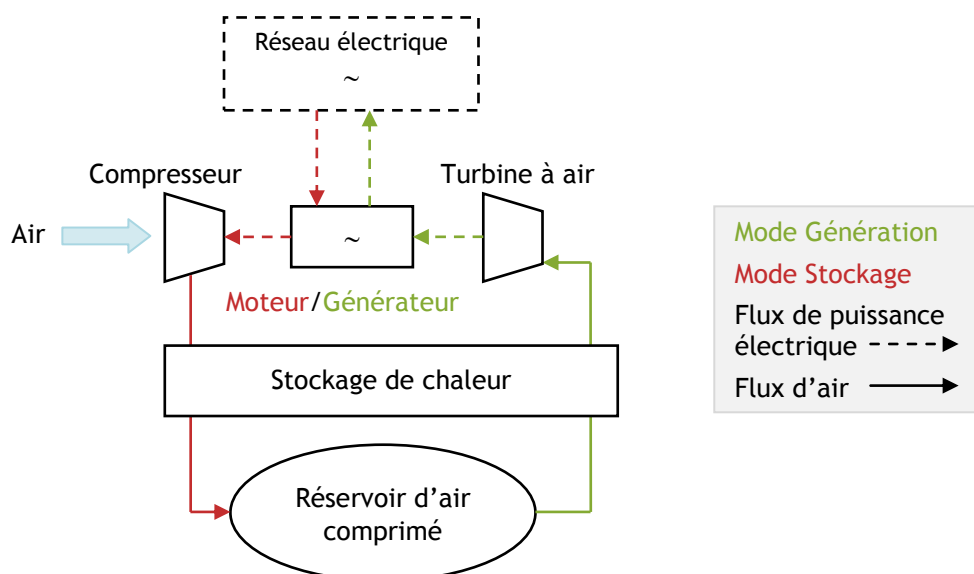 Réseau électrique
~
Compresseur
Turbine à air
Air
~
Moteur/Générateur
Stockage de chaleur
Réservoir d’air
comprimé
Mode Génération
Mode Stockage
Flux de puissance
électrique
Flux d’air